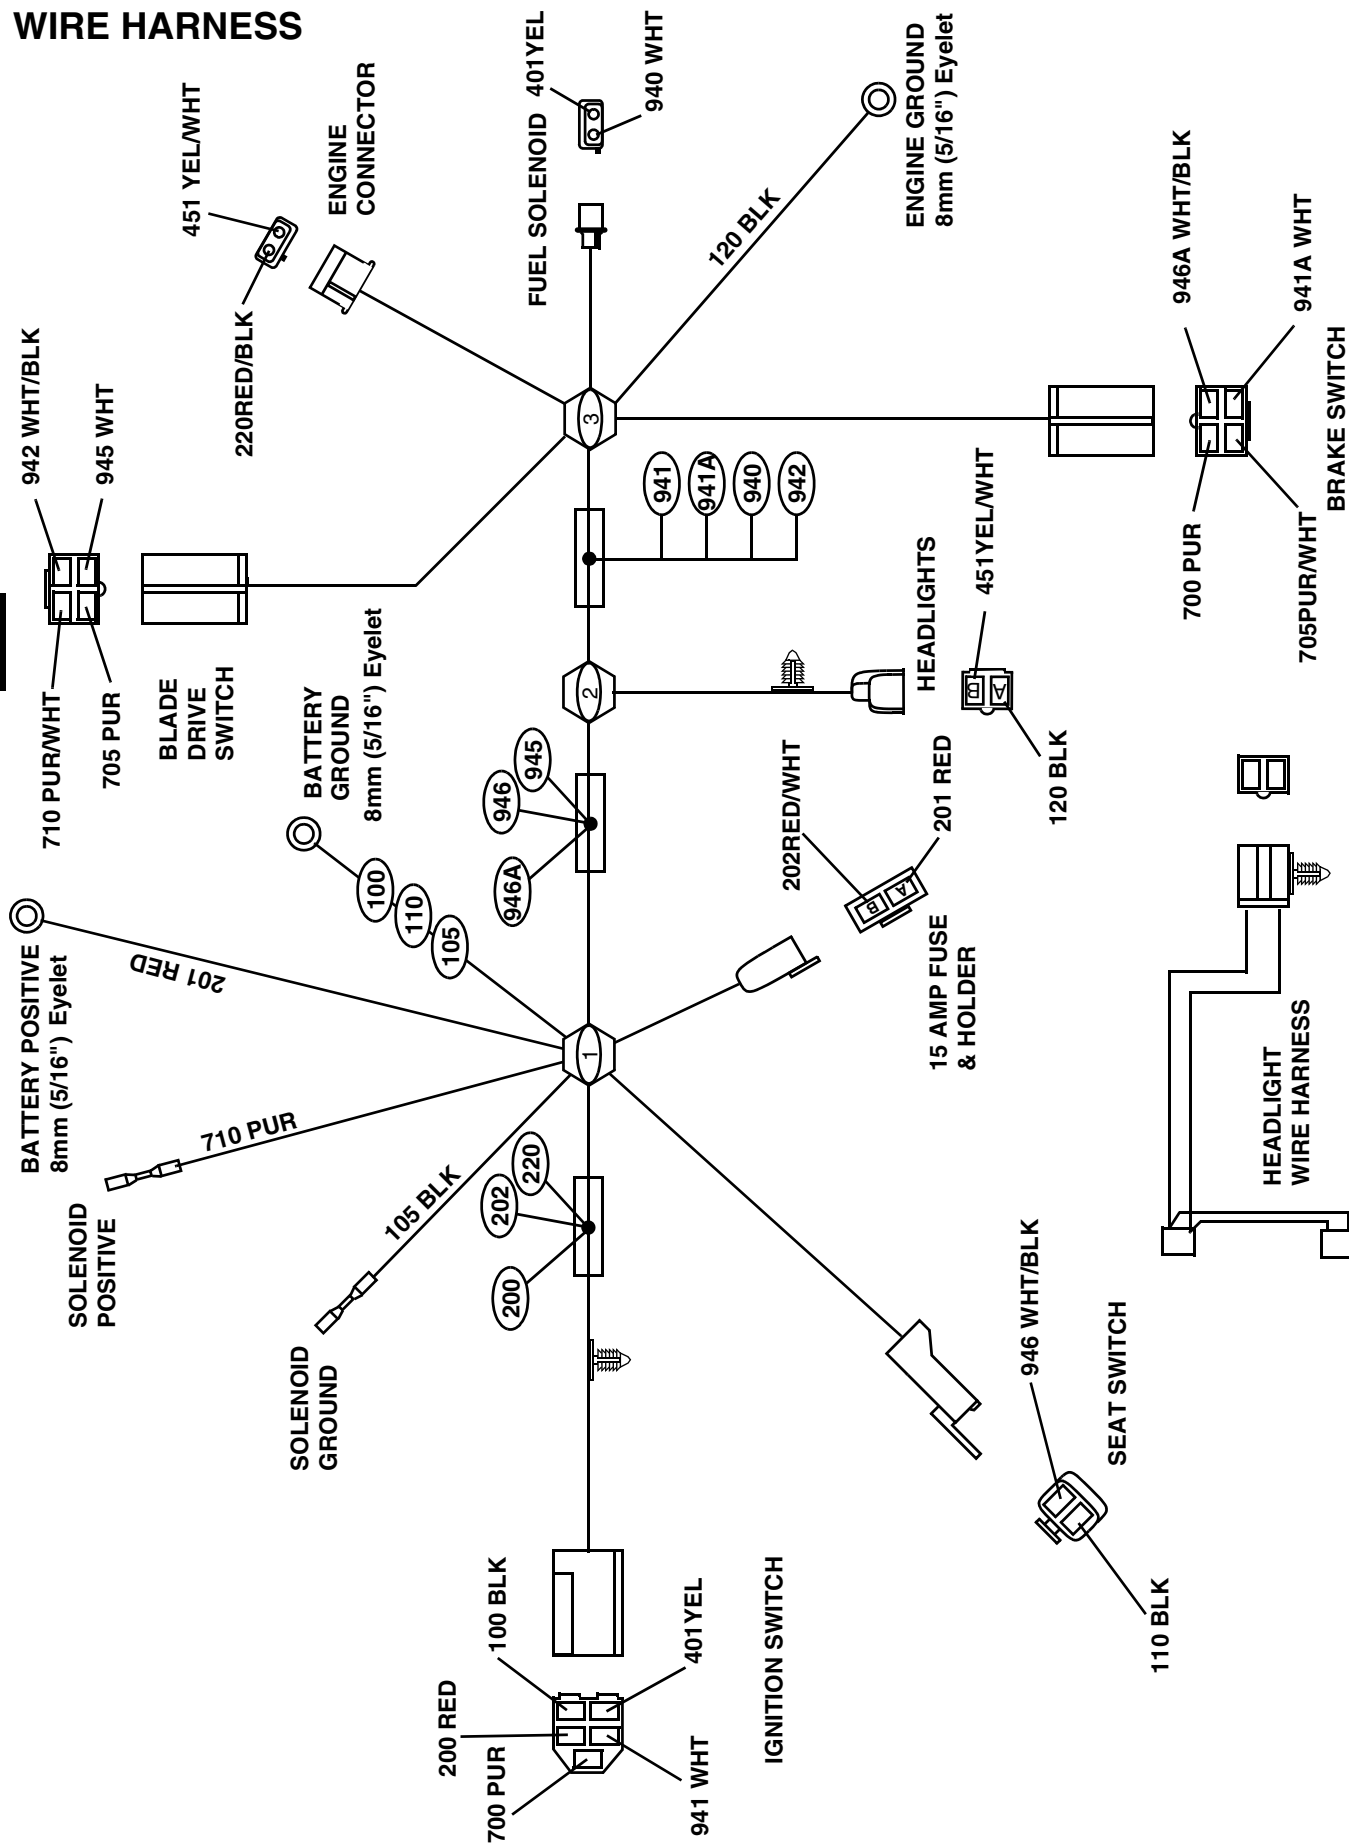 WIRE HARNESS
451 YEL/WHT
220RED/BLK
ENGINE
CONNECTOR
FUEL SOLENOID
401YEL
940 WHT
120 BLK
ENGINE GROUND
8mm (5/16") Eyelet
942 WHT/BLK
945 WHT
710 PUR/WHT
705 PUR
BLADE
DRIVE
SWITCH
3
941
941A
940
942
946A WHT/BLK
941A WHT
700 PUR
705PUR/WHT
BRAKE SWITCH
BATTERY
GROUND
8mm (5/16") Eyelet
100
110
105
2
945
946
946A
HEADLIGHTS
451YEL/WHT
B
A
120 BLK
BATTERY POSITIVE
8mm (5/16") Eyelet
201 RED
SOLENOID
POSITIVE
710 PUR
SOLENOID
GROUND
105 BLK
1
202RED/WHT
201 RED
B
A
15 AMP FUSE
& HOLDER
220
202
200
HEADLIGHT
WIRE HARNESS
946 WHT/BLK
SEAT SWITCH
110 BLK
100 BLK
401YEL
200 RED
700 PUR
941 WHT
IGNITION SWITCH